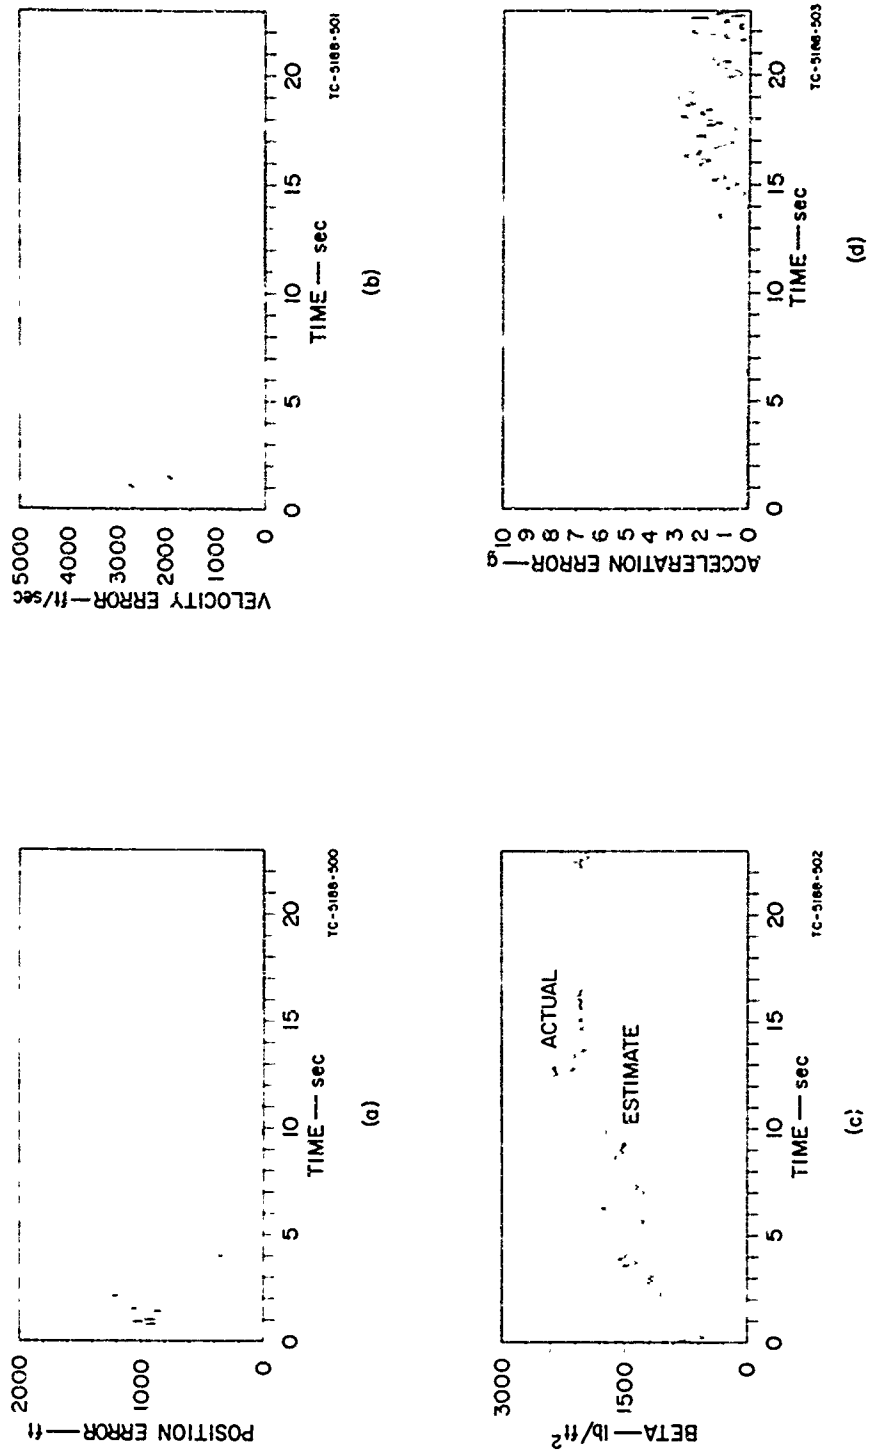 2000
1000
0
POSITION ERROR—ft
0 5 10 15 20
TIME — sec
TC-5188-500
(a)
5000
4000
3000
2000
1000
0
VELOCITY ERROR—ft/sec
0 5 10 15 20
TIME — sec
TC-5188-501
(b)
3000
1500
0
BETA—lb/ft²
ACTUAL
ESTIMATE
0 5 10 15 20
TIME — sec
TC-5188-502
(c)
10
9
8
7
6
5
4
3
2
1
0
ACCELERATION ERROR—g
0 5 10 15 20
TIME — sec
TC-5188-503
(d)